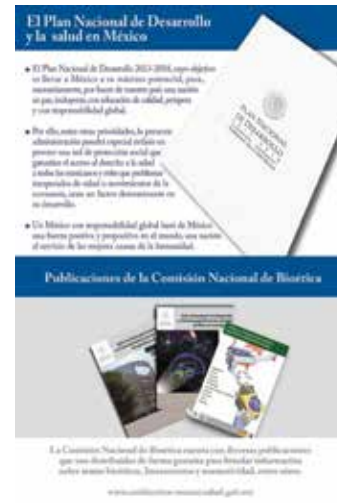 El Plan Nacional de Desarrollo
y la salud en México
El Plan Nacional de Desarrollo 2013-2018, cuyo objetivo
es llevar a México a su máximo potencial, pasa,
necesariamente, por hacer de nuestro país una nación
en paz, incluyente, con educación de calidad, próspera
y con responsabilidad global.
Por ello, entre otras prioridades, la presente
administración pondrá especial énfasis en
proveer una red de protección social que
garantice el acceso al derecho a la salud
a todos los mexicanos y evite que problemas
inesperados de salud o movimientos de la
economía, sean un factor determinante en
su desarrollo.
Un México con responsabilidad global hará de México
una fuerza positiva y propositiva en el mundo, una nación
al servicio de las mejores causas de la humanidad.
PLAN NACIONAL
DE DESARROLLO
Publicaciones de la Comisión Nacional de Bioética
La Comisión Nacional de Bioética cuenta con diversas publicaciones
que son distribuidas de forma gratuita para brindar información
sobre temas bioéticos, lineamientos y normatividad, entre otros.